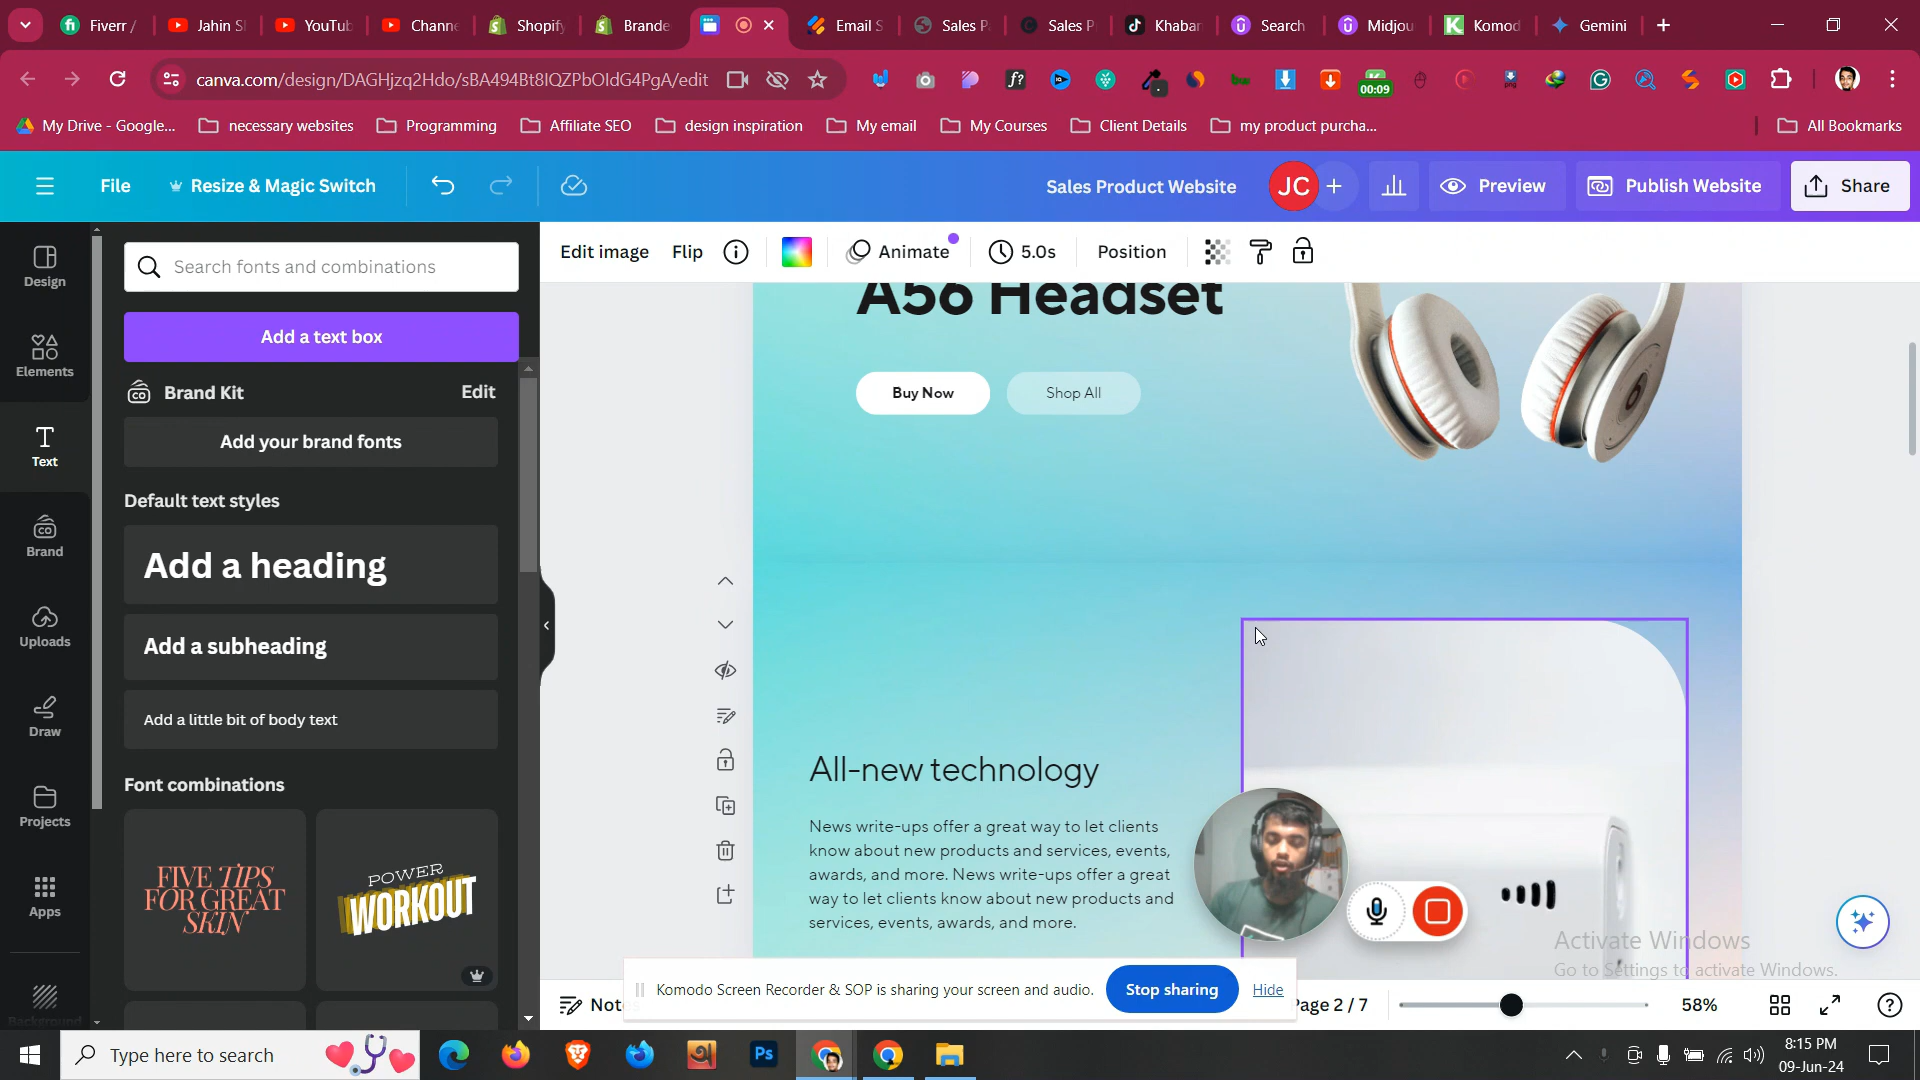 Fiverr /
Jahin S
YouTub
Channe
Shopify
Brande
Email S
Sales P
Sales P
Khabar
Search
Midjou
Komod
Gemini
canva.com/design/DAGHjzq2Hdo/sBA494Bt8IQZPbOIdG4PgA/edit
00:09
My Drive - Google...
necessary websites
Programming
Affiliate SEO
design inspiration
My email
My Courses
Client Details
my product purcha...
All Bookmarks
File
Resize & Magic Switch
Sales Product Website
JC
Preview
Publish Website
Share
Design
Elements
Text
Brand
Uploads
Draw
Projects
Apps
Background
Search fonts and combinations
Add a text box
Brand Kit
Edit
Add your brand fonts
Default text styles
Add a heading
Add a subheading
Add a little bit of body text
Font combinations
FIVE TIPS
FOR GREAT
SKIN
POWER
WORKOUT
Edit image
Flip
Animate
5.0s
Position
A56 Headset
Buy Now
Shop All
All-new technology
News write-ups offer a great way to let clients
know about new products and services, events,
awards, and more. News write-ups offer a great
way to let clients know about new products and
services, events, awards, and more.
Activate Windows
Go to Settings to activate Windows.
Komodo Screen Recorder & SOP is sharing your screen and audio.
Stop sharing
Hide
Page 2 / 7
58%
Type here to search
Ps
8:15 PM
09-Jun-24